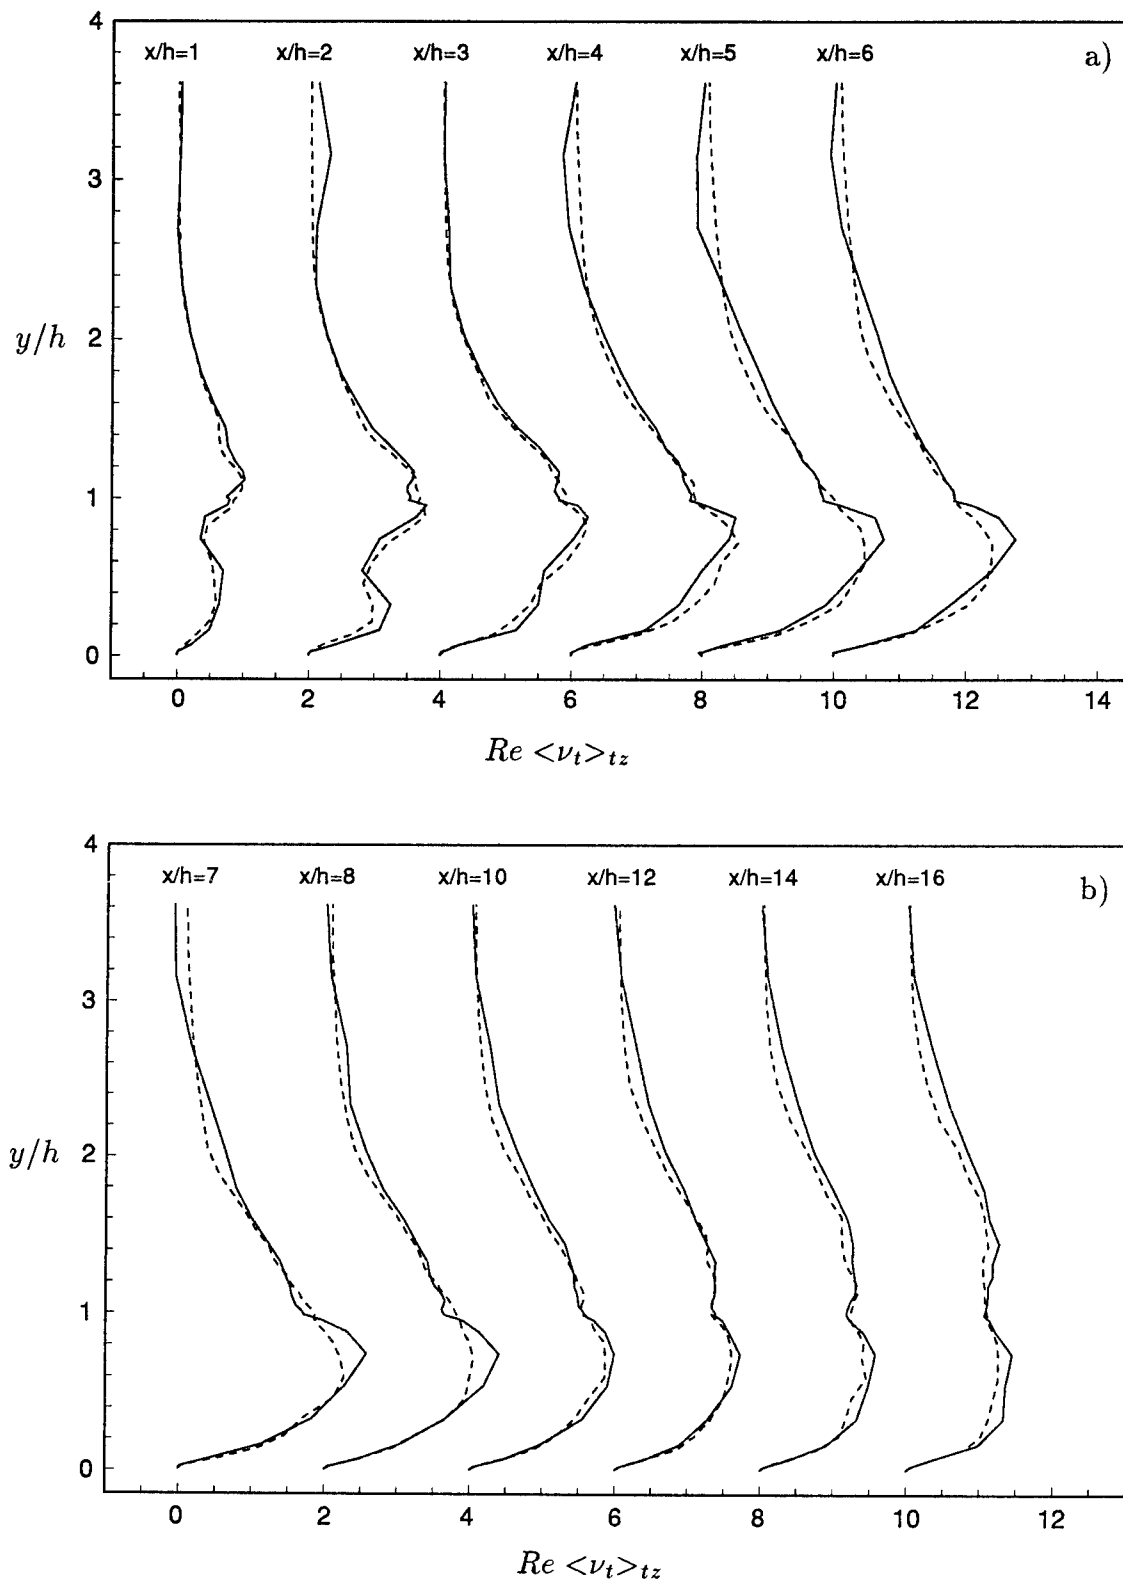 4
x/h=1 x/h=2 x/h=3 x/h=4 x/h=5 x/h=6 a)
3
y/h 2
1
0
0 2 4 6 8 10 12 14
Re <ν_t>_{tz}
4
x/h=7 x/h=8 x/h=10 x/h=12 x/h=14 x/h=16 b)
3
y/h 2
1
0
0 2 4 6 8 10 12
Re <ν_t>_{tz}